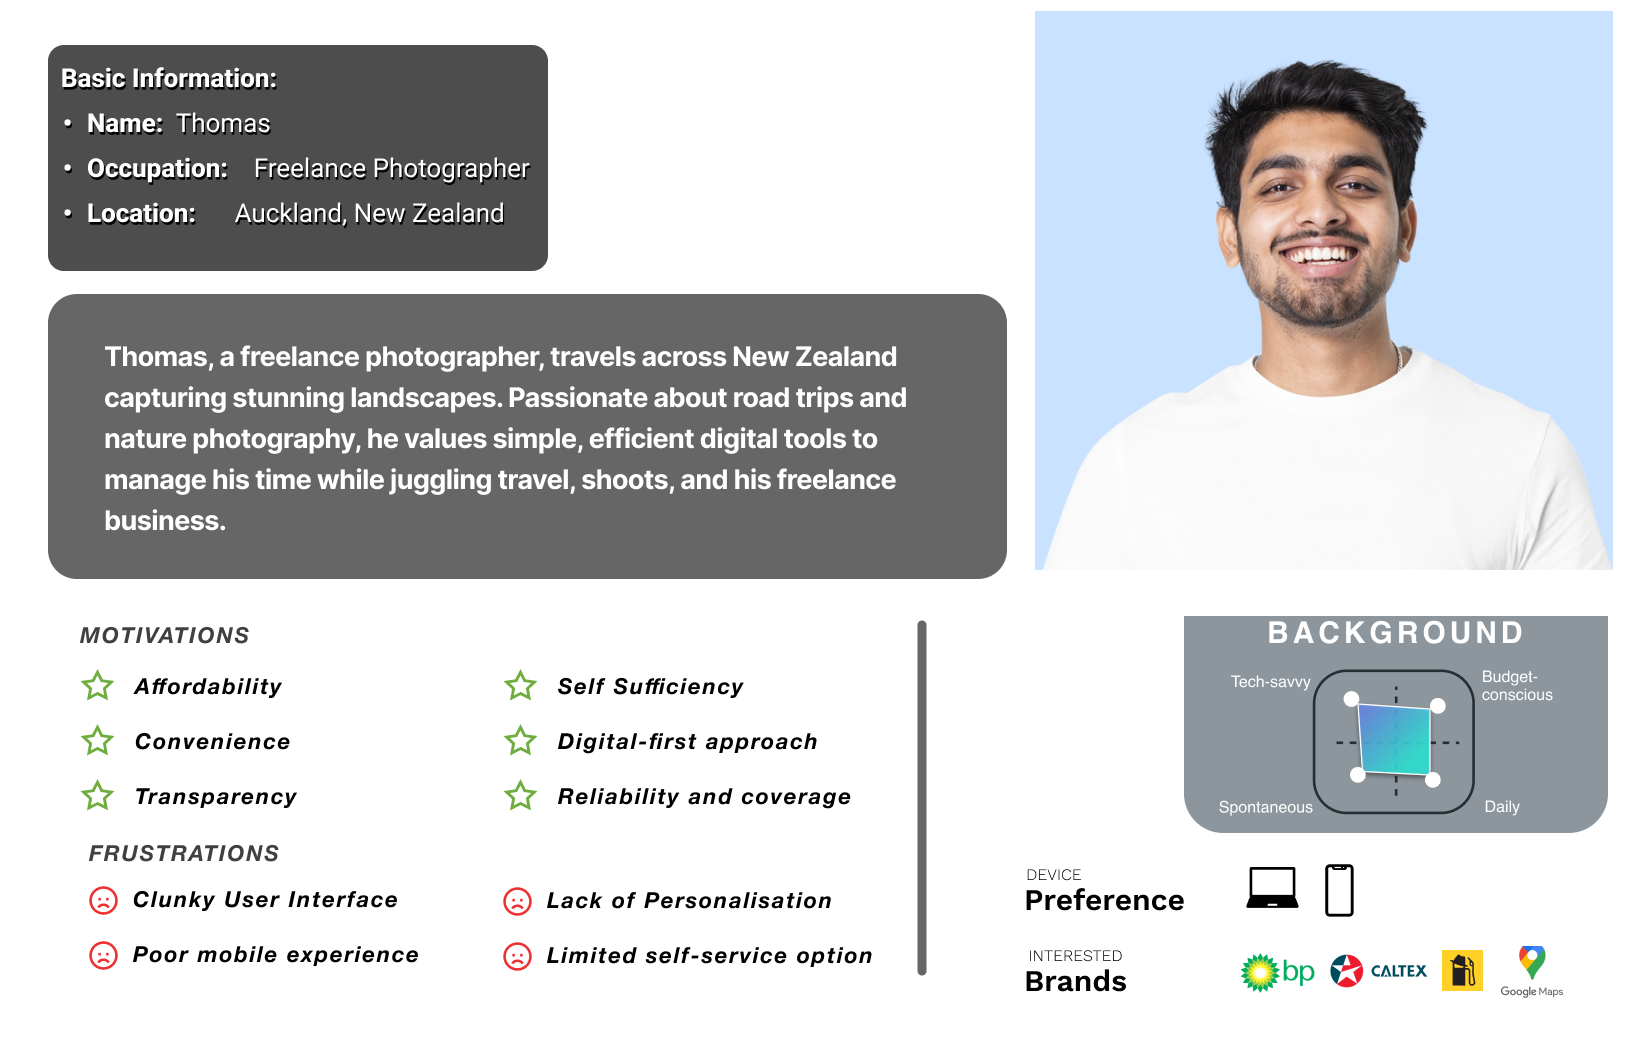 Basic Information:
• Name: Thomas
• Occupation: Freelance Photographer
• Location: Auckland, New Zealand
Thomas, a freelance photographer, travels across New Zealand
capturing stunning landscapes. Passionate about road trips and
nature photography, he values simple, efficient digital tools to
manage his time while juggling travel, shoots, and his freelance
business.
MOTIVATIONS
Affordability
Self Sufficiency
Convenience
Digital-first approach
Transparency
Reliability and coverage
FRUSTRATIONS
Clunky User Interface
Lack of Personalisation
Poor mobile experience
Limited self-service option
BACKGROUND
Tech-savvy
Budget-
conscious
Spontaneous
Daily
DEVICE
Preference
INTERESTED
Brands
bp
CALTEX
Google Maps